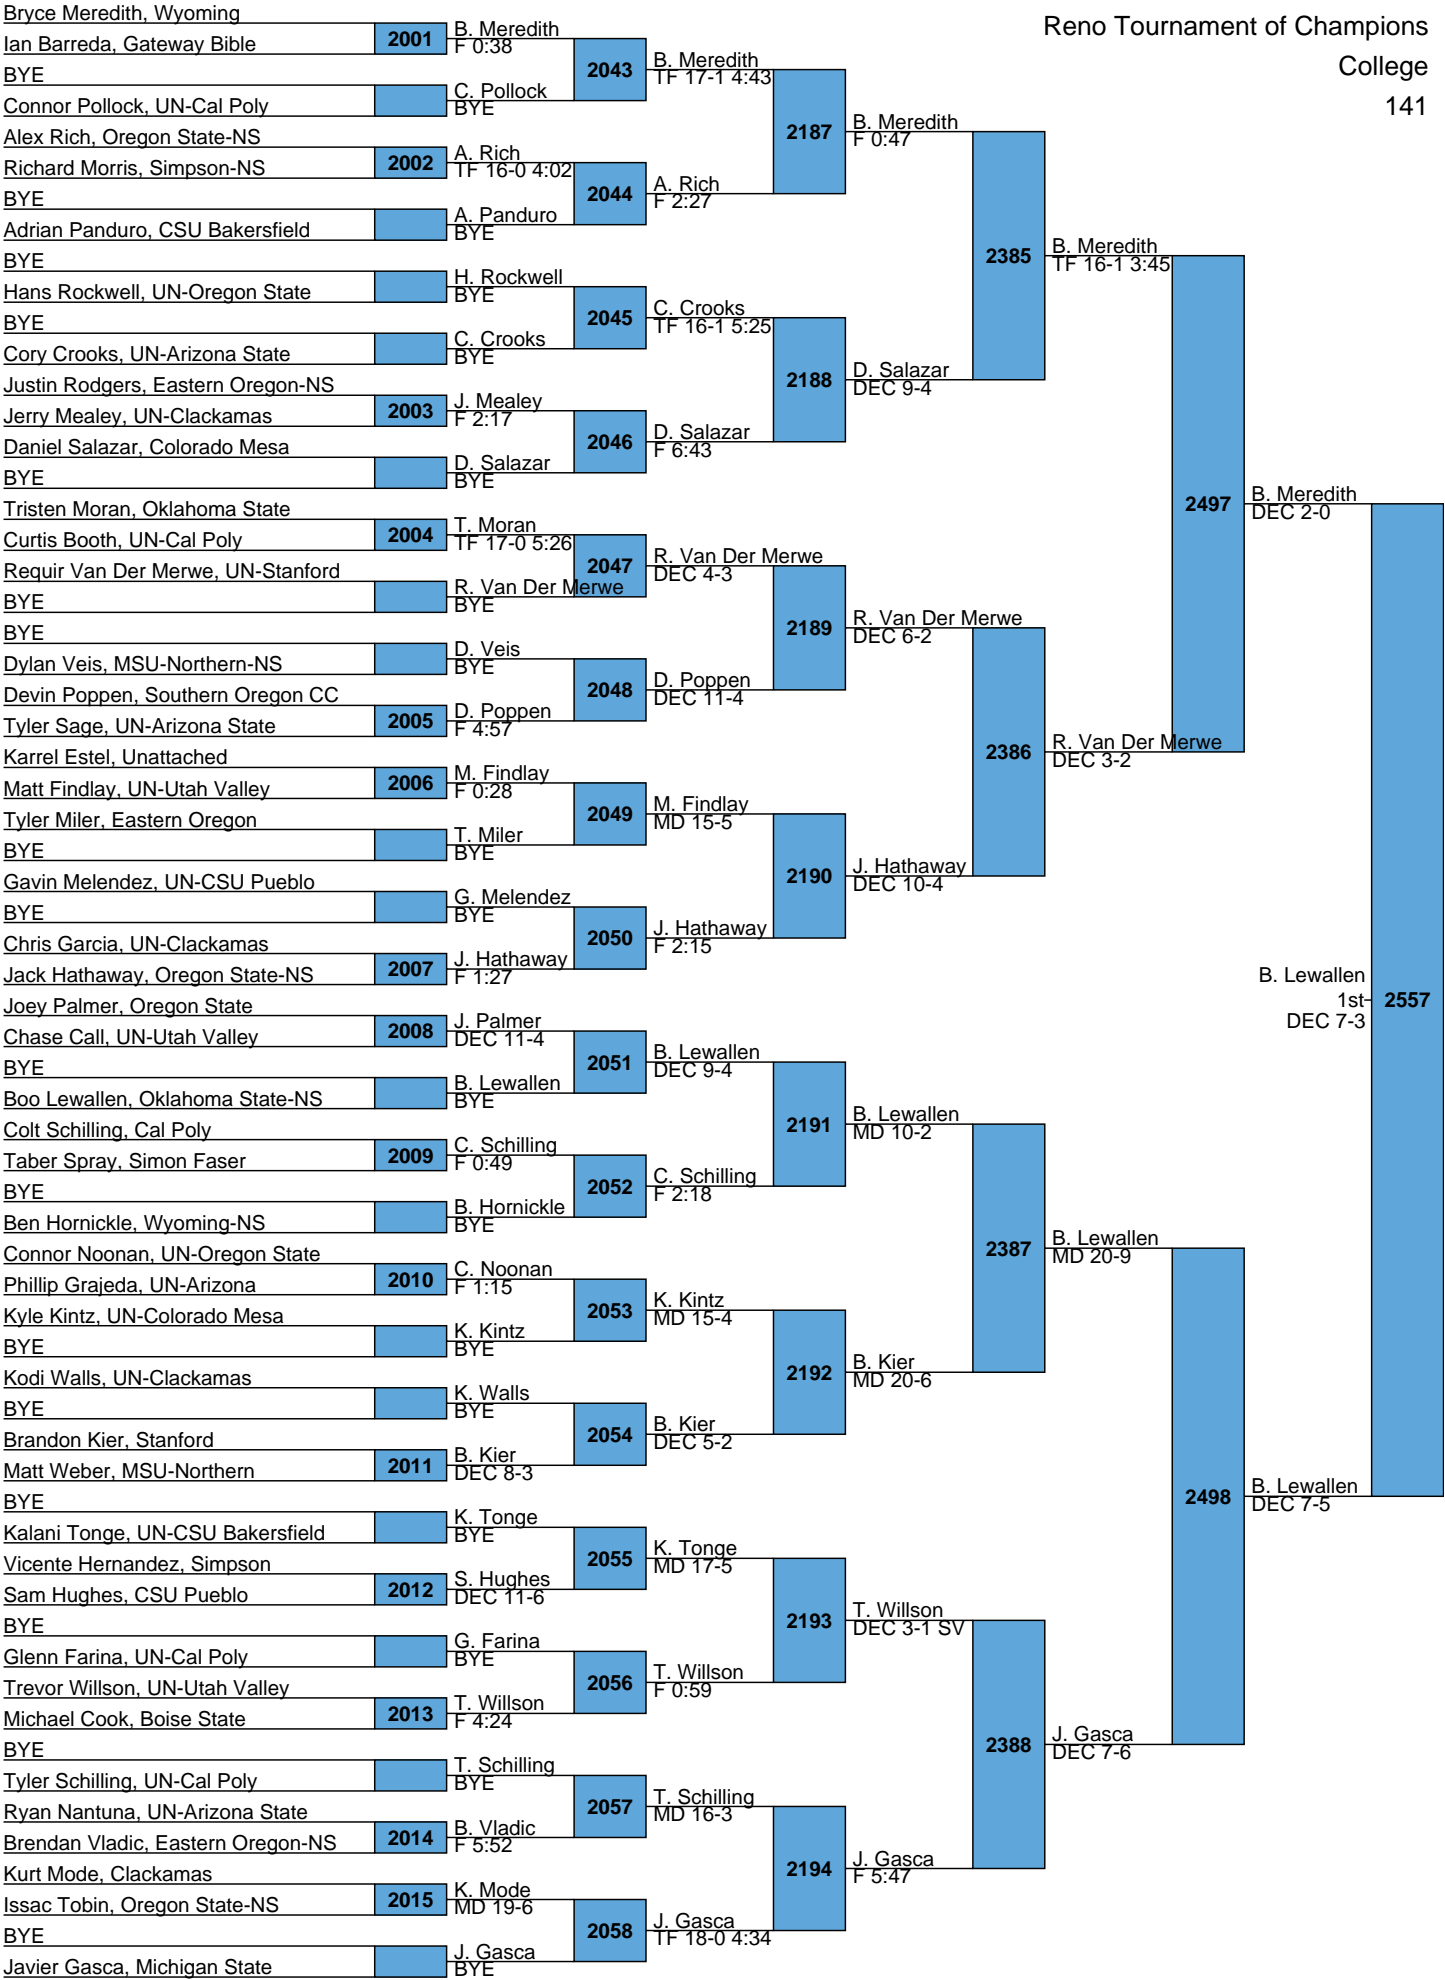 Reno Tournament of Champions
College
141
Bryce Meredith, Wyoming
Ian Barreda, Gateway Bible
BYE
Connor Pollock, UN-Cal Poly
Alex Rich, Oregon State-NS
Richard Morris, Simpson-NS
BYE
Adrian Panduro, CSU Bakersfield
BYE
Hans Rockwell, UN-Oregon State
BYE
Cory Crooks, UN-Arizona State
Justin Rodgers, Eastern Oregon-NS
Jerry Mealey, UN-Clackamas
Daniel Salazar, Colorado Mesa
BYE
Tristen Moran, Oklahoma State
Curtis Booth, UN-Cal Poly
Requir Van Der Merwe, UN-Stanford
BYE
BYE
Dylan Veis, MSU-Northern-NS
Devin Poppen, Southern Oregon CC
Tyler Sage, UN-Arizona State
Karrel Estel, Unattached
Matt Findlay, UN-Utah Valley
Tyler Miler, Eastern Oregon
BYE
Gavin Melendez, UN-CSU Pueblo
BYE
Chris Garcia, UN-Clackamas
Jack Hathaway, Oregon State-NS
Joey Palmer, Oregon State
Chase Call, UN-Utah Valley
BYE
Boo Lewallen, Oklahoma State-NS
Colt Schilling, Cal Poly
Taber Spray, Simon Faser
BYE
Ben Hornickle, Wyoming-NS
Connor Noonan, UN-Oregon State
Phillip Grajeda, UN-Arizona
Kyle Kintz, UN-Colorado Mesa
BYE
Kodi Walls, UN-Clackamas
BYE
Brandon Kier, Stanford
Matt Weber, MSU-Northern
BYE
Kalani Tonge, UN-CSU Bakersfield
Vicente Hernandez, Simpson
Sam Hughes, CSU Pueblo
BYE
Glenn Farina, UN-Cal Poly
Trevor Willson, UN-Utah Valley
Michael Cook, Boise State
BYE
Tyler Schilling, UN-Cal Poly
Ryan Nantuna, UN-Arizona State
Brendan Vladic, Eastern Oregon-NS
Kurt Mode, Clackamas
Issac Tobin, Oregon State-NS
BYE
Javier Gasca, Michigan State
2001
2002
2003
2004
2005
2006
2007
2008
2009
2010
2011
2012
2013
2014
2015
B. Meredith
F 0:38
C. Pollock
BYE
A. Rich
TF 16-0 4:02
A. Panduro
BYE
H. Rockwell
BYE
C. Crooks
BYE
J. Mealey
F 2:17
D. Salazar
BYE
T. Moran
TF 17-0 5:26
R. Van Der Merwe
BYE
D. Veis
BYE
D. Poppen
F 4:57
M. Findlay
F 0:28
T. Miler
BYE
G. Melendez
BYE
J. Hathaway
F 1:27
J. Palmer
DEC 11-4
B. Lewallen
BYE
C. Schilling
F 0:49
B. Hornickle
BYE
C. Noonan
F 1:15
K. Kintz
BYE
K. Walls
BYE
B. Kier
DEC 8-3
K. Tonge
BYE
S. Hughes
DEC 11-6
G. Farina
BYE
T. Willson
F 4:24
T. Schilling
BYE
B. Vladic
F 5:52
K. Mode
MD 19-6
J. Gasca
BYE
2043
2044
2045
2046
2047
2048
2049
2050
2051
2052
2053
2054
2055
2056
2057
2058
B. Meredith
TF 17-1 4:43
A. Rich
F 2:27
C. Crooks
TF 16-1 5:25
D. Salazar
F 6:43
R. Van Der Merwe
DEC 4-3
D. Poppen
DEC 11-4
M. Findlay
MD 15-5
J. Hathaway
F 2:15
B. Lewallen
DEC 9-4
C. Schilling
F 2:18
K. Kintz
MD 15-4
B. Kier
DEC 5-2
K. Tonge
MD 17-5
T. Willson
F 0:59
T. Schilling
MD 16-3
J. Gasca
TF 18-0 4:34
2187
2188
2189
2190
2191
2192
2193
2194
B. Meredith
F 0:47
D. Salazar
DEC 9-4
R. Van Der Merwe
DEC 6-2
J. Hathaway
DEC 10-4
B. Lewallen
MD 10-2
B. Kier
MD 20-6
T. Willson
DEC 3-1 SV
J. Gasca
F 5:47
2385
2386
2387
2388
B. Meredith
TF 16-1 3:45
R. Van Der Merwe
DEC 3-2
B. Lewallen
MD 20-9
J. Gasca
DEC 7-6
2497
2498
B. Meredith
DEC 2-0
B. Lewallen
DEC 7-5
B. Lewallen
1st
DEC 7-3
2557